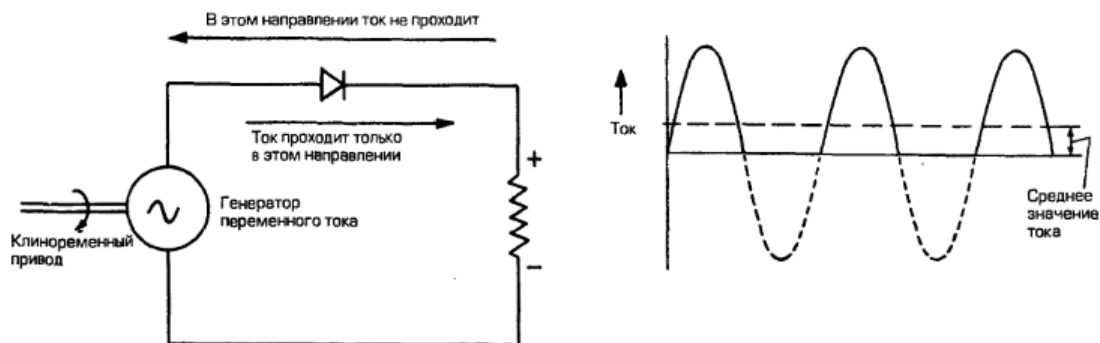 В этом направлении ток не проходит
Ток проходит только
в этом направлении
Генератор
переменного тока
Клиноременный
привод
+
−
Ток
Среднее
значение
тока